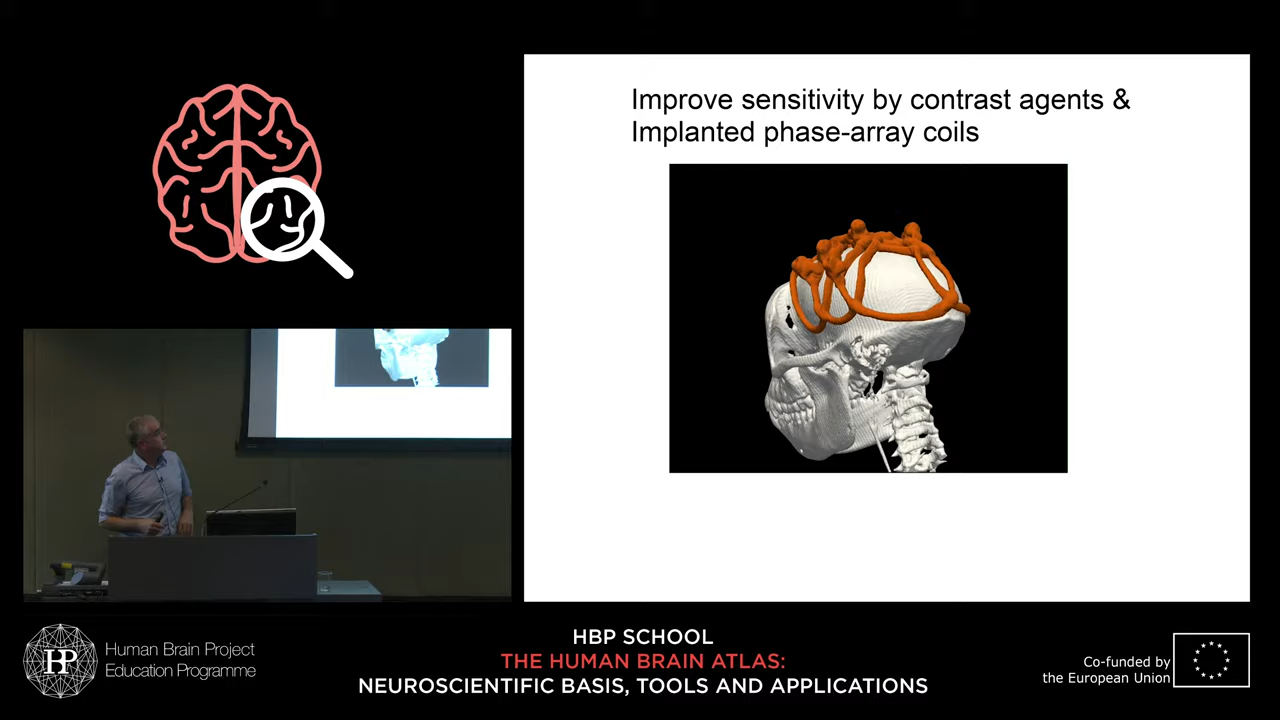 Improve sensitivity by contrast agents &
Implanted phase-array coils
HBP SCHOOL
THE HUMAN BRAIN ATLAS:
NEUROSCIENTIFIC BASIS, TOOLS AND APPLICATIONS
HBP
Human Brain Project
Education Programme
Co-funded by
the European Union